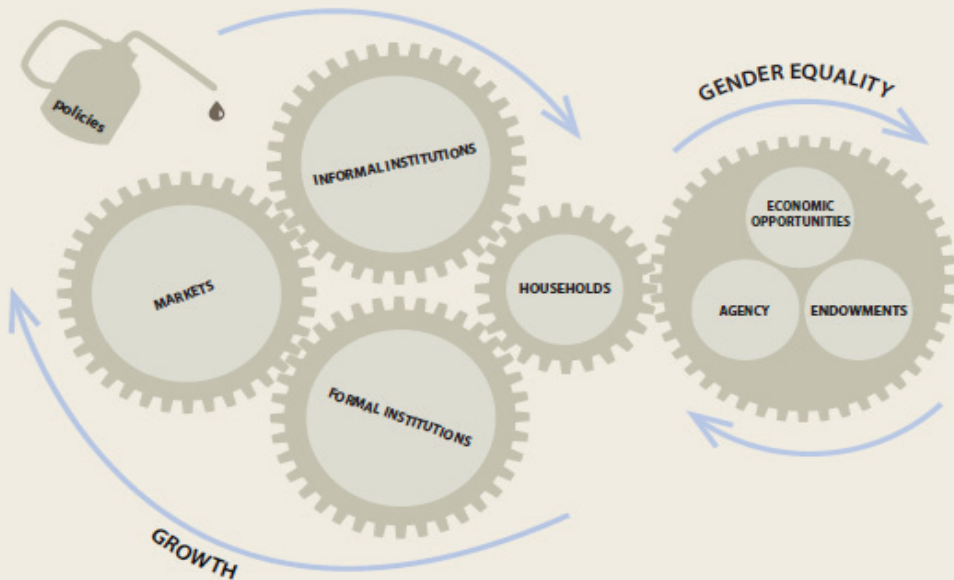 policies
INFORMAL INSTITUTIONS
GENDER EQUALITY
ECONOMIC
OPPORTUNITIES
MARKETS
HOUSEHOLDS
AGENCY
ENDOWMENTS
FORMAL INSTITUTIONS
GROWTH